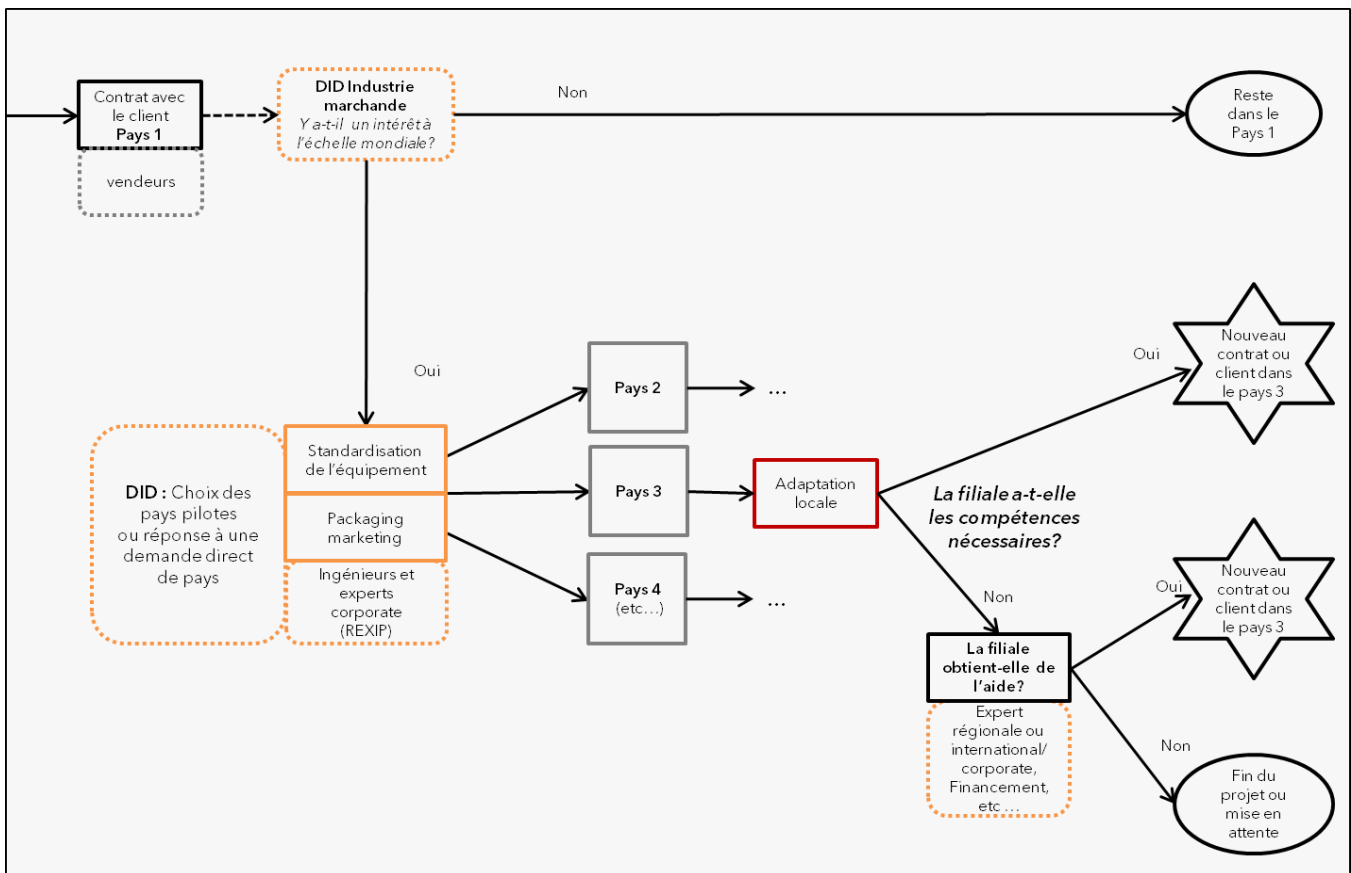 Contrat avec
le client
Pays 1
vendeurs
DID Industrie
marchande
Y a-t-il un intérêt à
l'échelle mondiale?
Non
Reste
dans le
Pays 1
Oui
DID : Choix des
pays pilotes
ou réponse à une
demande direct
de pays
Standardisation
de l'équipement
Packaging
marketing
Ingénieurs et
experts
corporate
(REXIP)
Pays 2
...
Pays 3
Pays 4
(etc...)
...
Adaptation
locale
La filiale a-t-elle
les compétences
nécessaires?
Oui
Nouveau
contrat ou
client dans
le pays 3
Non
La filiale
obtient-elle de
l'aide?
Expert
régionale ou
international/
corporate,
Financement,
etc ...
Oui
Nouveau
contrat ou
client dans
le pays 3
Non
Fin du
projet ou
mise en
attente